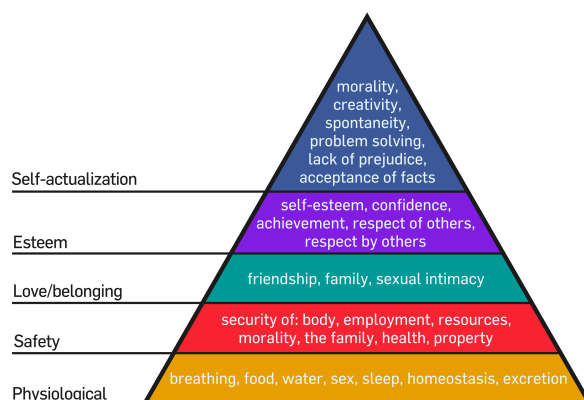 morality,
creativity,
spontaneity,
problem solving,
lack of prejudice,
acceptance of facts
Self-actualization
self-esteem, confidence,
achievement, respect of others,
respect by others
Esteem
friendship, family, sexual intimacy
Love/belonging
security of: body, employment, resources,
morality, the family, health, property
Safety
breathing, food, water, sex, sleep, homeostasis, excretion
Physiological